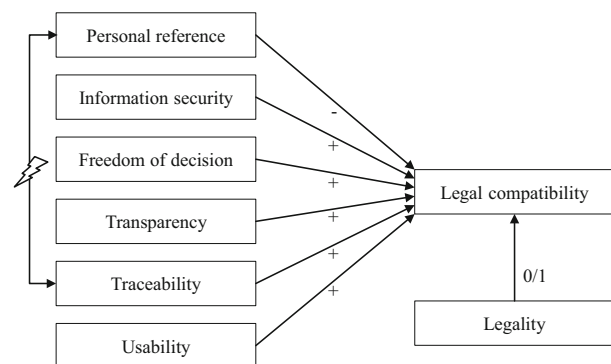 Personal reference
Information security
Freedom of decision
Transparency
Traceability
Usability
-
+
+
+
+
+
Legal compatibility
0/1
Legality